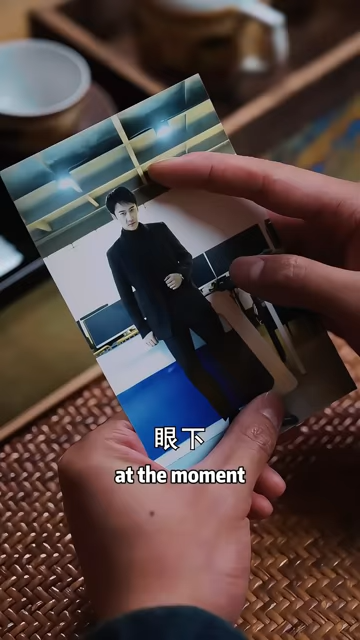 眼下
at the moment